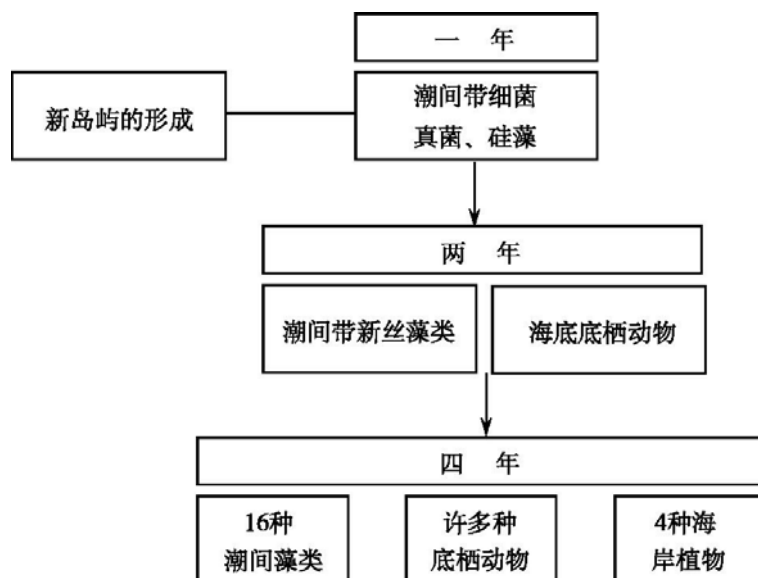 一 年
新岛屿的形成
潮间带细菌
真菌、硅藻
两 年
潮间带新丝藻类
海底底栖动物
四 年
16种
潮间藻类
许多种
底栖动物
4种海
岸植物